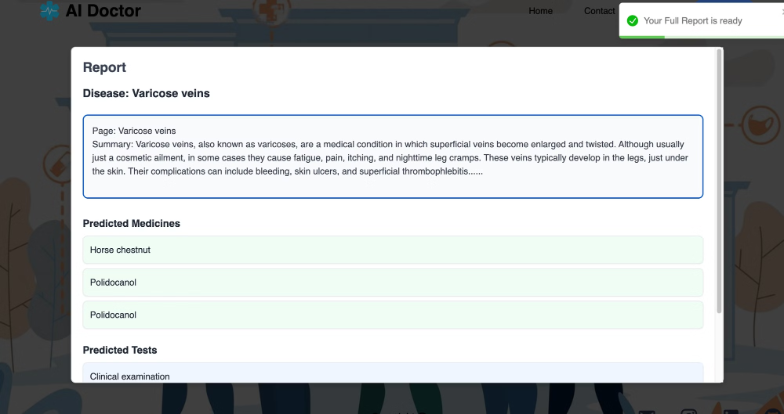 AI Doctor
Home
Contact
Your Full Report is ready
Report
Disease: Varicose veins
Page: Varicose veins
Summary: Varicose veins, also known as varicoses, are a medical condition in which superficial veins become enlarged and twisted. Although usually
just a cosmetic ailment, in some cases they cause fatigue, pain, itching, and nighttime leg cramps. These veins typically develop in the legs, just under
the skin. Their complications can include bleeding, skin ulcers, and superficial thrombophlebitis......
Predicted Medicines
Horse chestnut
Polidocanol
Polidocanol
Predicted Tests
Clinical examination